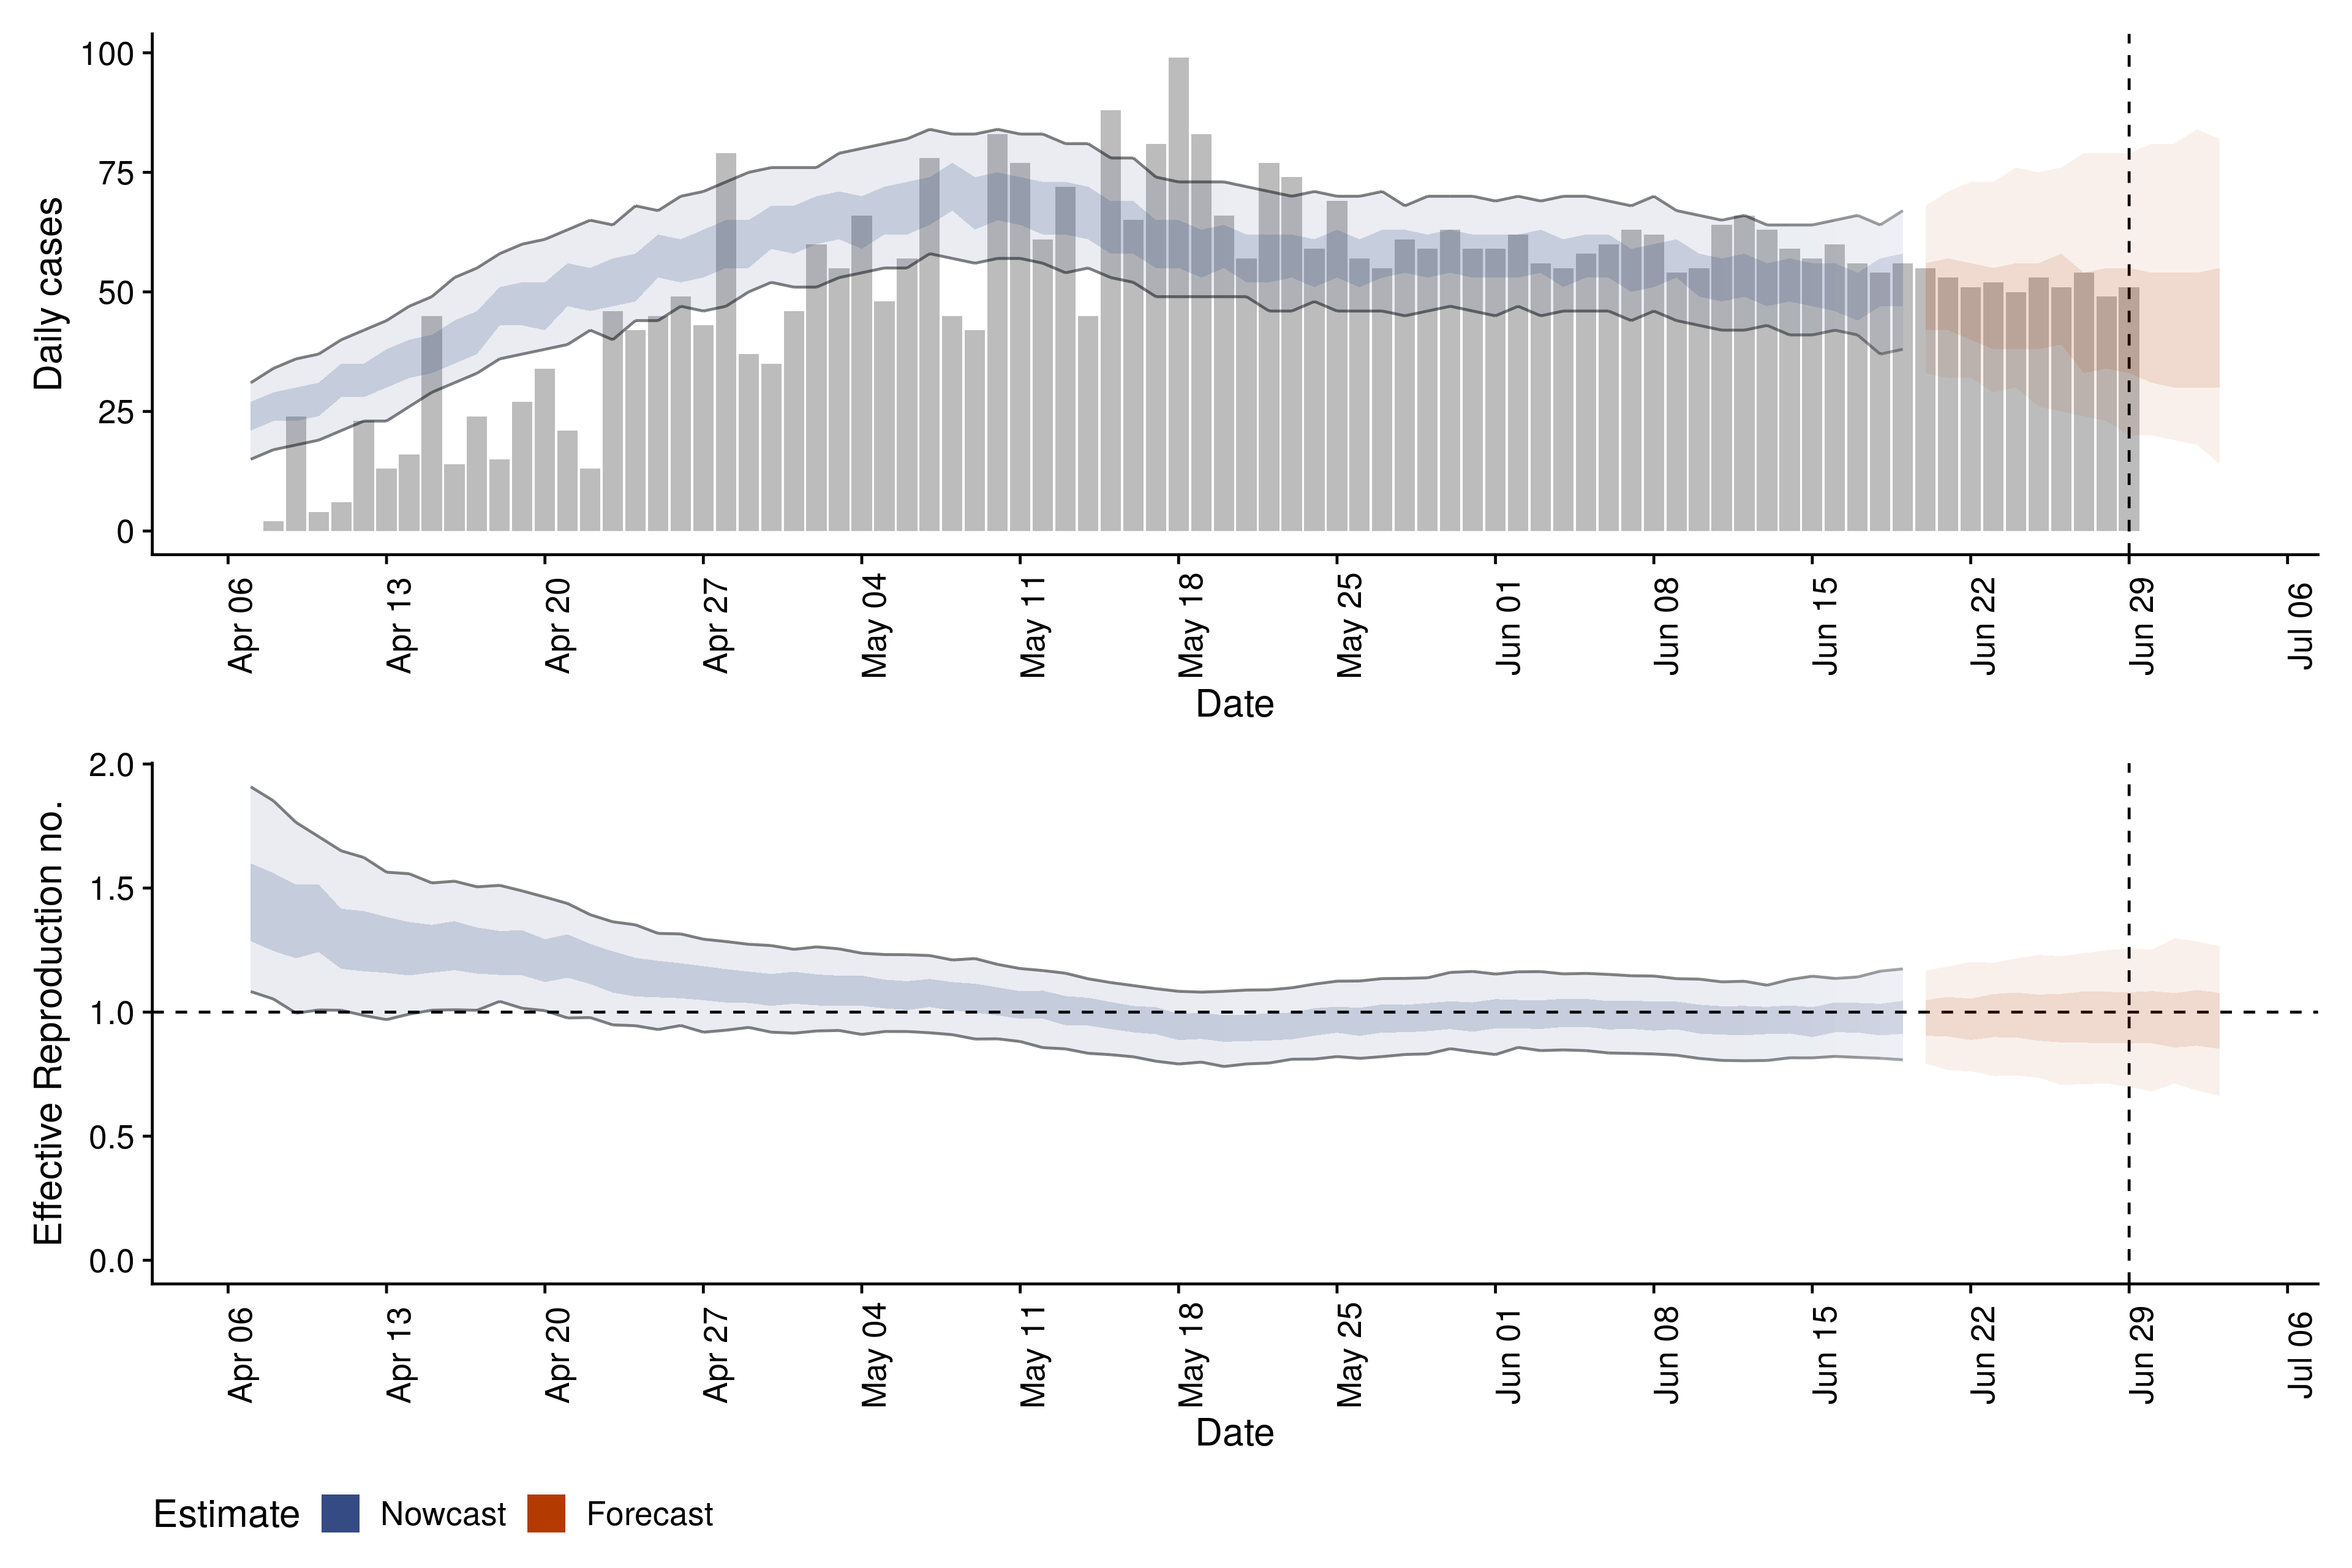 Daily cases
100
75
50
25
0
Apr 06
Apr 13
Apr 20
Apr 27
May 04
May 11
May 18
May 25
Jun 01
Jun 08
Jun 15
Jun 22
Jun 29
Jul 06
Date
Effective Reproduction no.
2.0
1.5
1.0
0.5
0.0
Apr 06
Apr 13
Apr 20
Apr 27
May 04
May 11
May 18
May 25
Jun 01
Jun 08
Jun 15
Jun 22
Jun 29
Jul 06
Date
Estimate Nowcast Forecast